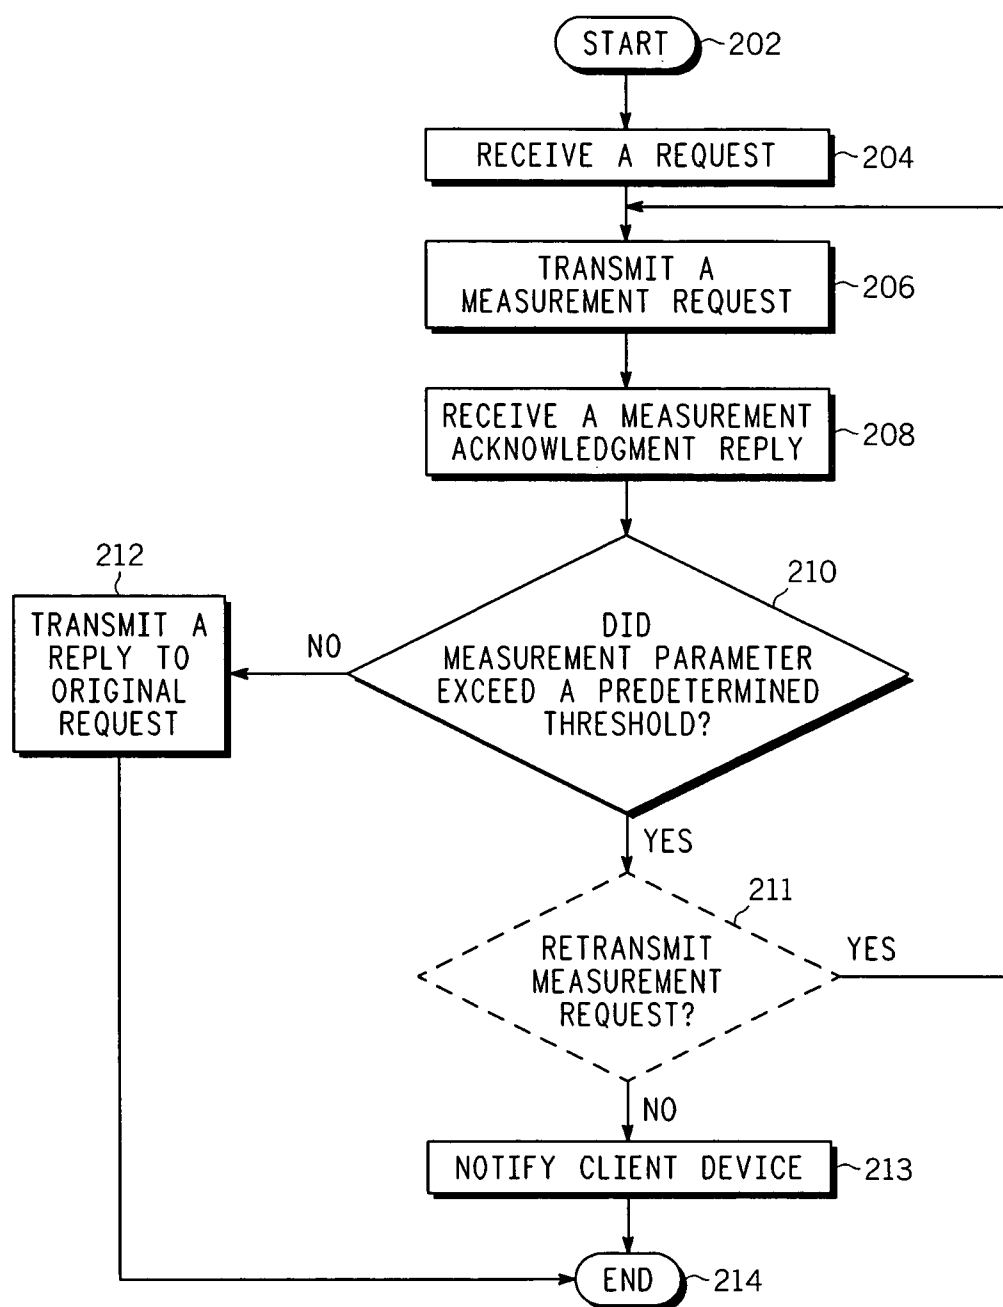 START
202
RECEIVE A REQUEST
204
TRANSMIT A
MEASUREMENT REQUEST
206
RECEIVE A MEASUREMENT
ACKNOWLEDGMENT REPLY
208
212
TRANSMIT A
REPLY TO
ORIGINAL
REQUEST
NO
210
DID
MEASUREMENT PARAMETER
EXCEED A PREDETERMINED
THRESHOLD?
YES
211
RETRANSMIT
MEASUREMENT
REQUEST?
YES
NO
NOTIFY CLIENT DEVICE
213
END
214